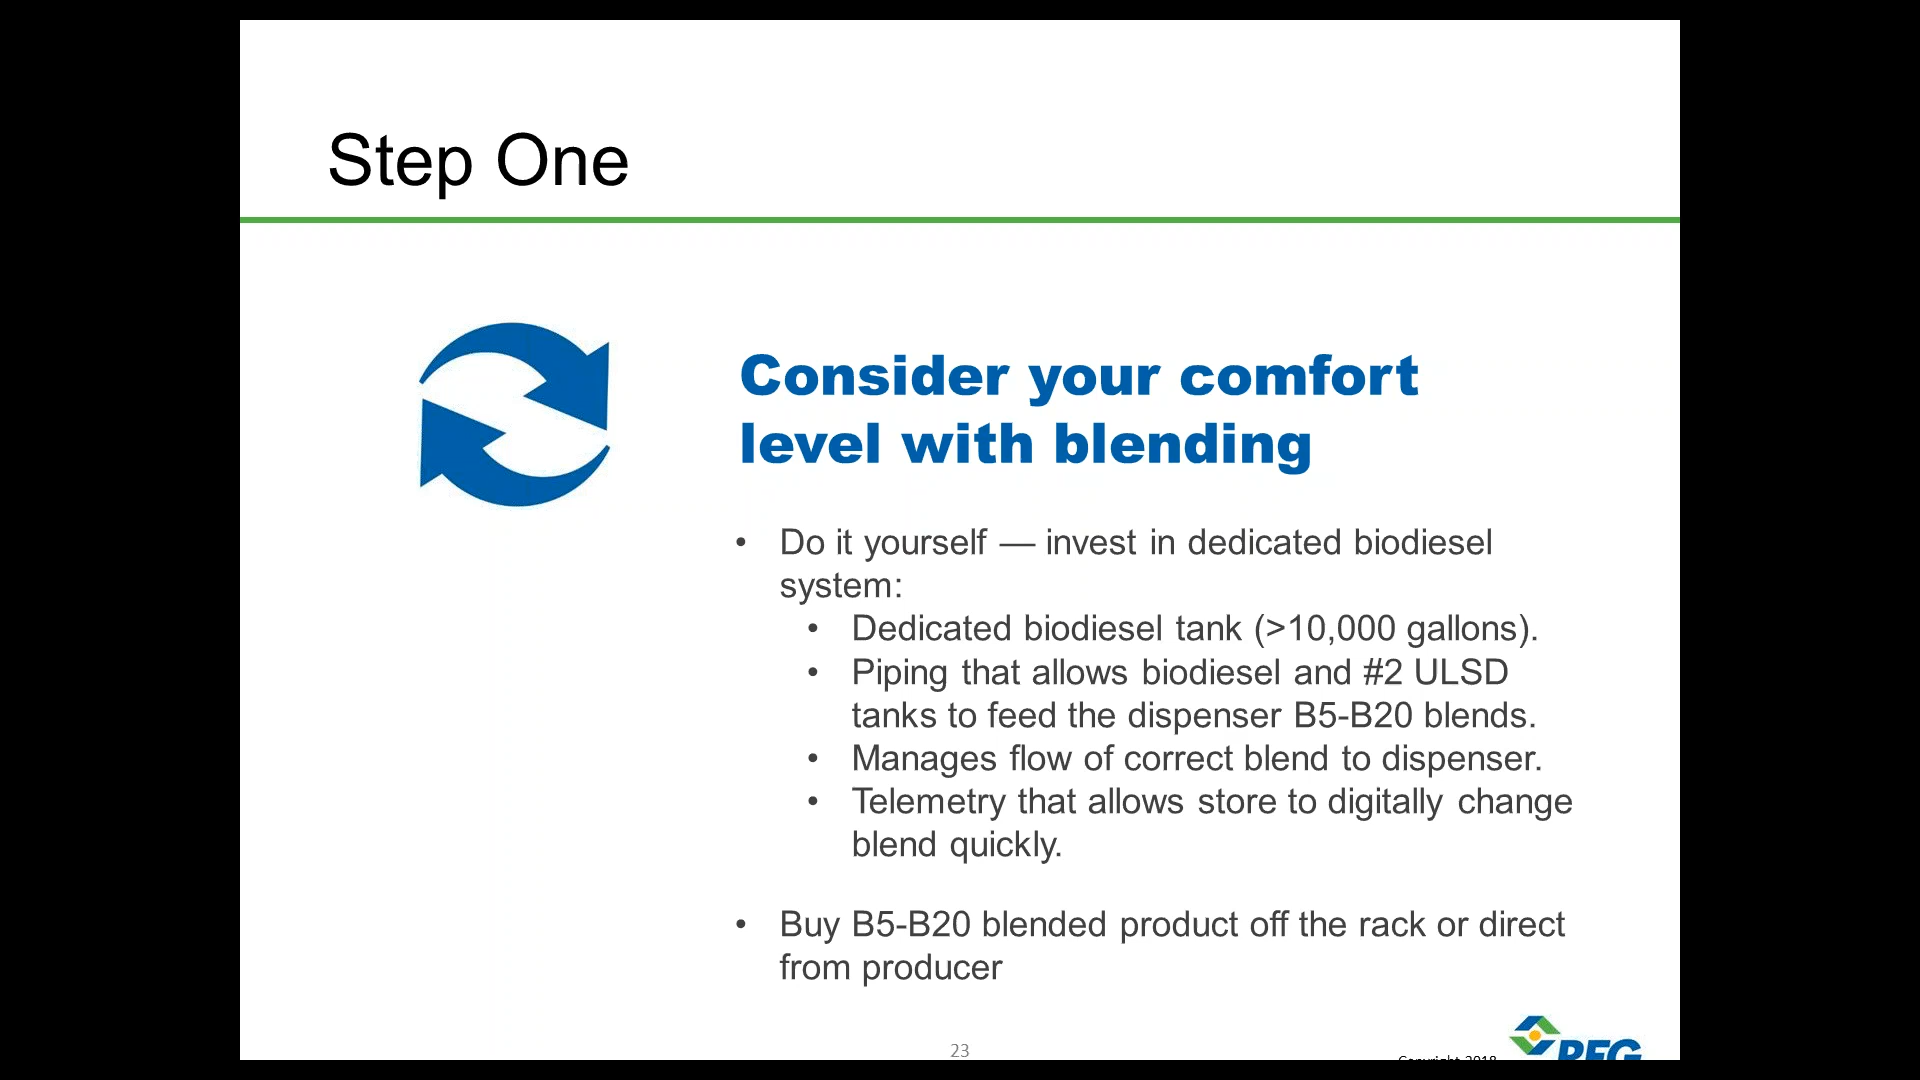 Step One
Consider your comfort
level with blending
• Do it yourself — invest in dedicated biodiesel
system:
• Dedicated biodiesel tank (>10,000 gallons).
• Piping that allows biodiesel and #2 ULSD
tanks to feed the dispenser B5-B20 blends.
• Manages flow of correct blend to dispenser.
• Telemetry that allows store to digitally change
blend quickly.
• Buy B5-B20 blended product off the rack or direct
from producer
23
Copyright 2018
REG